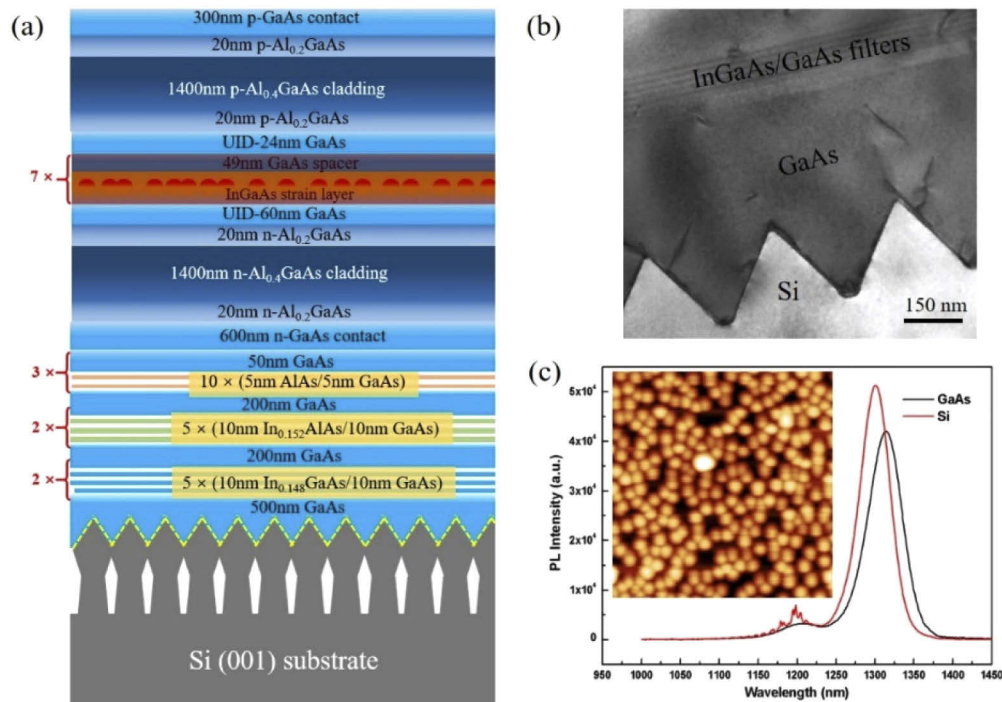 (a)
300nm p-GaAs contact
20nm p-Al₀.₂GaAs
1400nm p-Al₀.₄GaAs cladding
20nm p-Al₀.₂GaAs
UID-24nm GaAs
7 ×
49nm GaAs spacer
InGaAs strain layer
UID-60nm GaAs
20nm n-Al₀.₂GaAs
1400nm n-Al₀.₄GaAs cladding
20nm n-Al₀.₂GaAs
600nm n-GaAs contact
50nm GaAs
3 ×
10 × (5nm AlAs/5nm GaAs)
200nm GaAs
2 ×
5 × (10nm In₀.₁₅₂AlAs/10nm GaAs)
200nm GaAs
2 ×
5 × (10nm In₀.₁₄₈GaAs/10nm GaAs)
500nm GaAs
Si (001) substrate
(b)
InGaAs/GaAs filters
GaAs
Si
150 nm
(c)
GaAs
Si
PL Intensity (a.u.)
5x10⁴
4x10⁴
3x10⁴
2x10⁴
1x10⁴
0
950 1000 1050 1100 1150 1200 1250 1300 1350 1400 1450
Wavelength (nm)